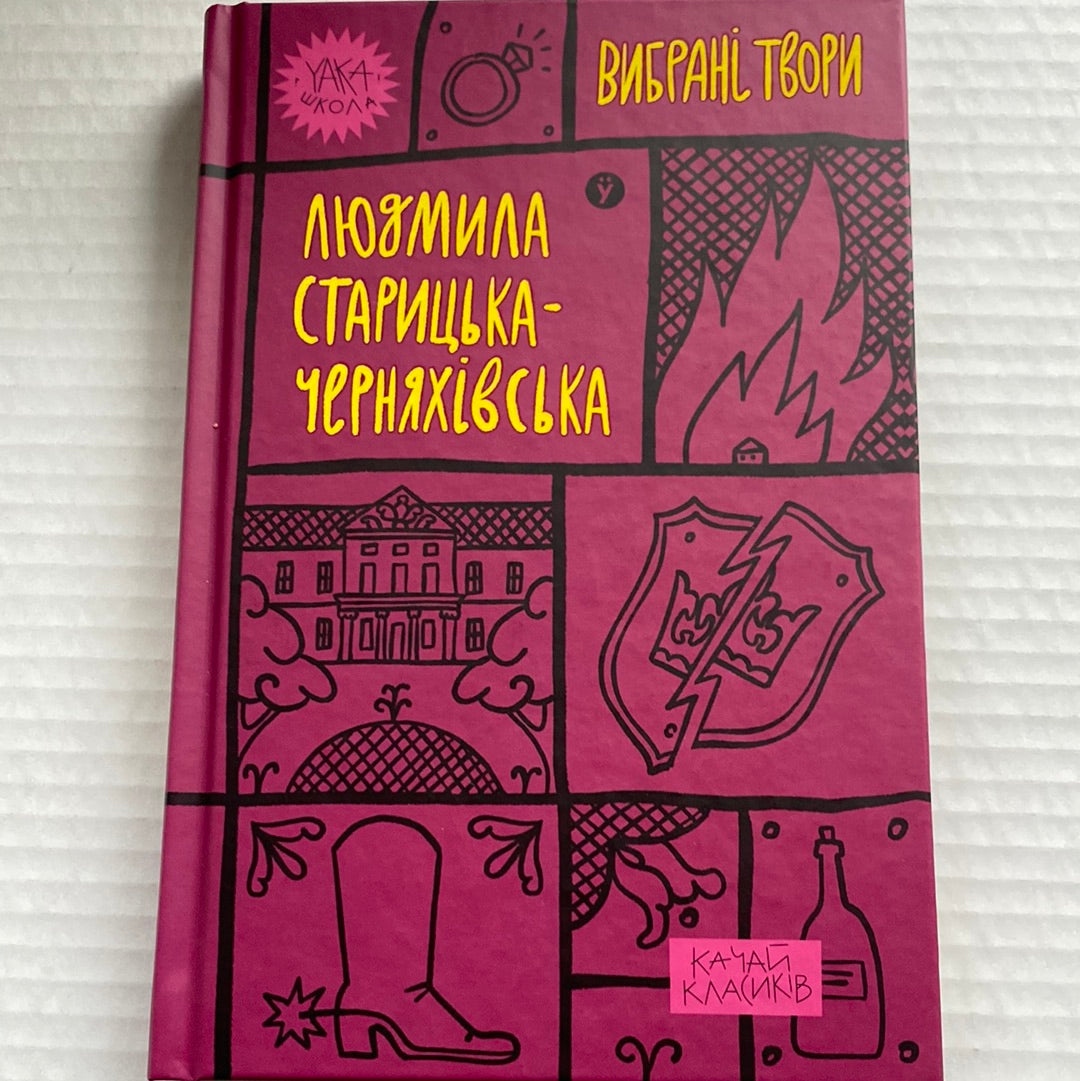 YAKA
ШКОЛА
ВИБРАНІ ТВОРИ
ЛЮДМИЛА
СТАРИЦЬКА-
ЧЕРНЯХІВСЬКА
КАЧАЙ
КЛАСИКІВ